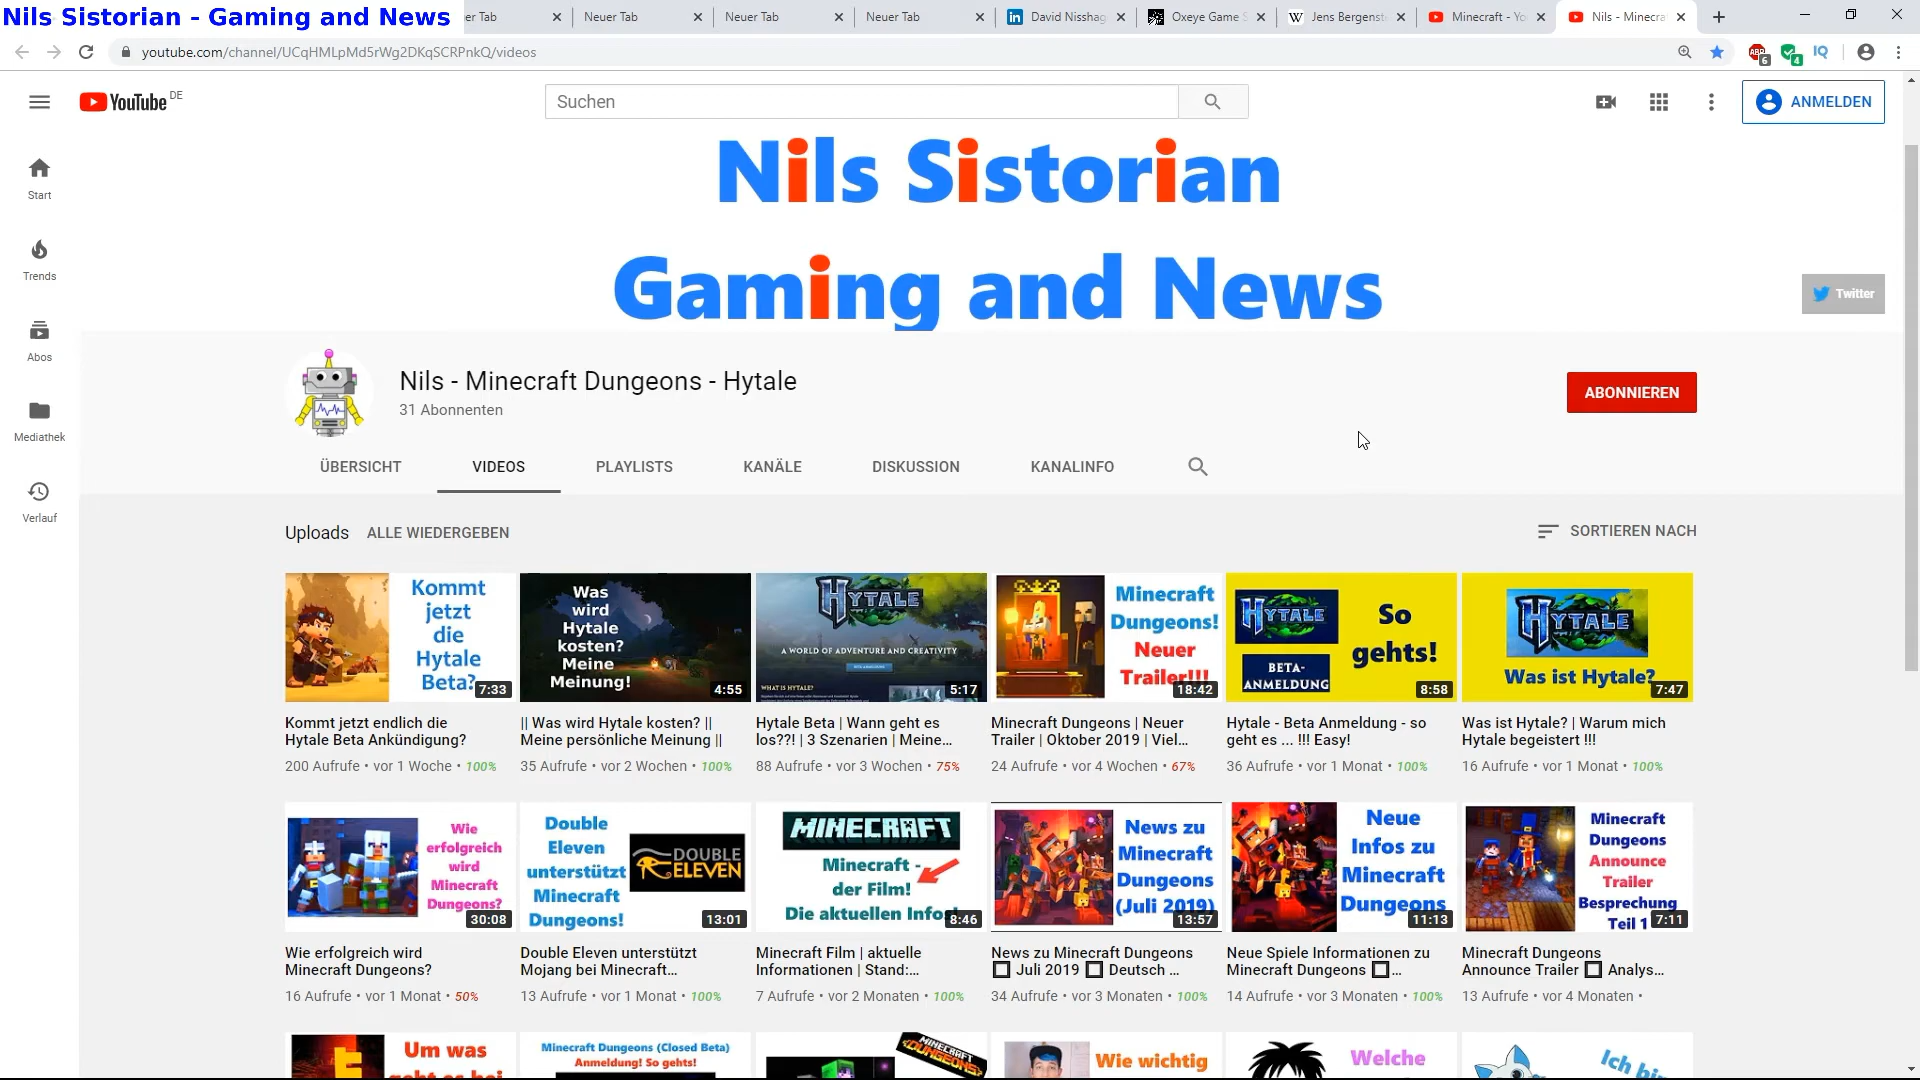 Nils Sistorian - Gaming and News
er Tab
Neuer Tab
Neuer Tab
Neuer Tab
David Nisshag
Oxeye Game S
Jens Bergenst
Minecraft - Yo
Nils - Minecra
youtube.com/channel/UCqHMLpMd5rWg2DKqSCRPnkQ/videos
ABP
6
4
IQ
YouTube DE
Suchen
ANMELDEN
Start
Trends
Abos
Mediathek
Verlauf
Nils Sistorian
Gaming and News
Twitter
Nils - Minecraft Dungeons - Hytale
31 Abonnenten
ABONNIEREN
ÜBERSICHT
VIDEOS
PLAYLISTS
KANÄLE
DISKUSSION
KANALINFO
Uploads
ALLE WIEDERGEBEN
SORTIEREN NACH
Kommt
jetzt
die
Hytale
Beta?
7:33
Kommt jetzt endlich die
Hytale Beta Ankündigung?
200 Aufrufe • vor 1 Woche • 100%
Was
wird
Hytale
kosten?
Meine
Meinung!
4:55
|| Was wird Hytale kosten? ||
Meine persönliche Meinung ||
35 Aufrufe • vor 2 Wochen • 100%
HYTALE
A WORLD OF ADVENTURE AND CREATIVITY
WHAT IS HYTALE?
5:17
Hytale Beta | Wann geht es
los??! | 3 Szenarien | Meine...
88 Aufrufe • vor 3 Wochen • 75%
Minecraft
Dungeons!
Neuer
Trailer!!!
18:42
Minecraft Dungeons | Neuer
Trailer | Oktober 2019 | Viel...
24 Aufrufe • vor 4 Wochen • 67%
HYTALE
BETA-
ANMELDUNG
So
gehts!
8:58
Hytale - Beta Anmeldung - so
geht es ... !!! Easy!
36 Aufrufe • vor 1 Monat • 100%
HYTALE
Was ist Hytale?
7:47
Was ist Hytale? | Warum mich
Hytale begeistert !!!
16 Aufrufe • vor 1 Monat • 100%
Wie
erfolgreich
wird
Minecraft
Dungeons?
30:08
Wie erfolgreich wird
Minecraft Dungeons?
16 Aufrufe • vor 1 Monat • 50%
Double
Eleven
unterstützt
Minecraft
Dungeons!
DOUBLE
ELEVEN
13:01
Double Eleven unterstützt
Mojang bei Minecraft...
13 Aufrufe • vor 1 Monat • 100%
MINECRAFT
Minecraft -
der Film!
Die aktuellen Infos!
8:46
Minecraft Film | aktuelle
Informationen | Stand:...
7 Aufrufe • vor 2 Monaten • 100%
News zu
Minecraft
Dungeons
(Juli 2019)
13:57
News zu Minecraft Dungeons
Juli 2019 Deutsch ...
34 Aufrufe • vor 3 Monaten • 100%
Neue
Infos zu
Minecraft
Dungeons
11:13
Neue Spiele Informationen zu
Minecraft Dungeons ...
14 Aufrufe • vor 3 Monaten • 100%
Minecraft
Dungeons
Announce
Trailer
Besprechung
Teil 1
7:11
Minecraft Dungeons
Announce Trailer Analys...
13 Aufrufe • vor 4 Monaten •
Um was
geht es bei
Minecraft Dungeons (Closed Beta)
Anmeldung! So gehts!
MINECRAFT
DUNGEONS
Wie wichtig
Welche
Ich bin